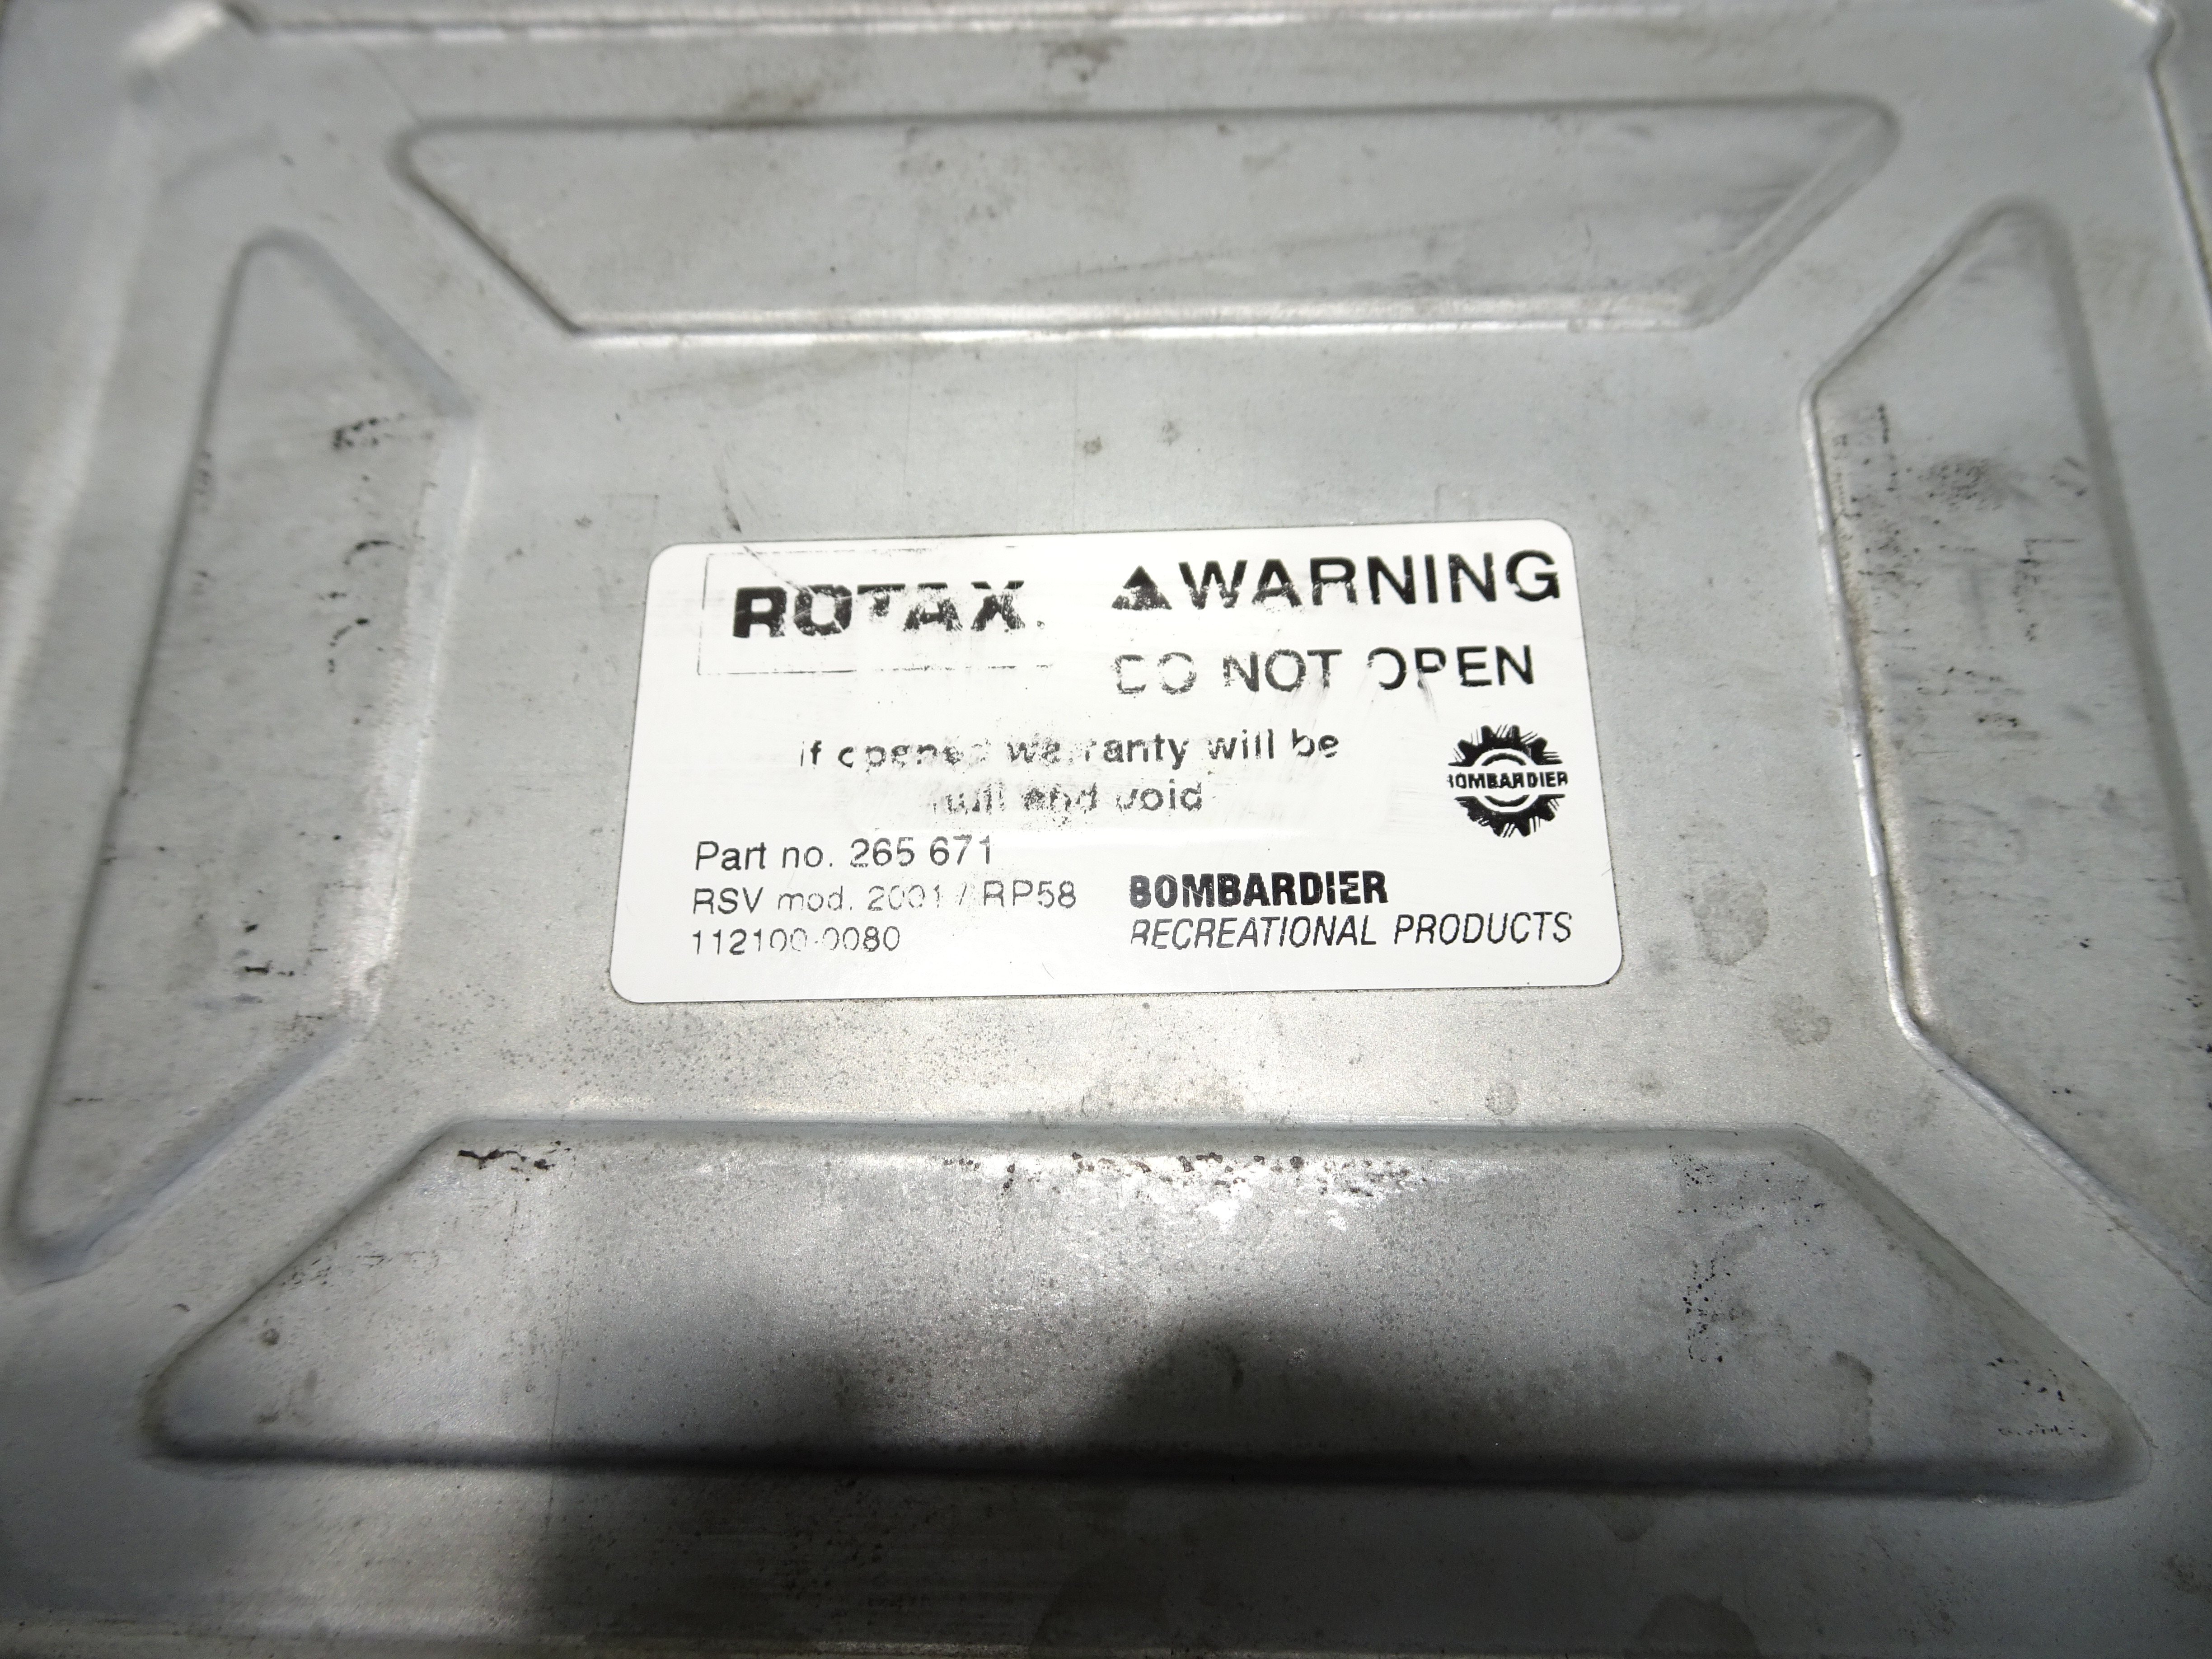 ROTAX.
WARNING
DO NOT OPEN
if opened warranty will be
null and void
BOMBARDIER
Part no. 265 671
RSV mod. 2001 / RP58
112100-0080
BOMBARDIER
RECREATIONAL PRODUCTS